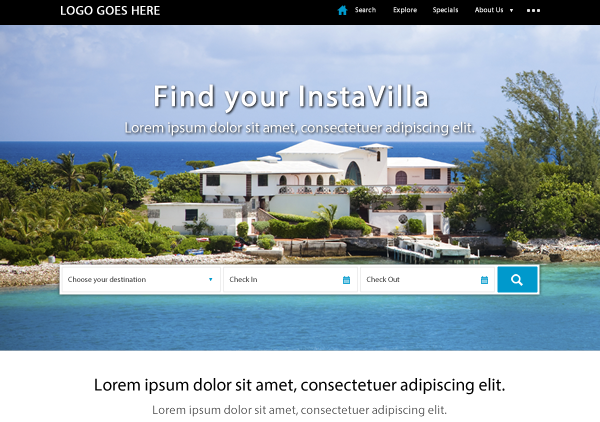 LOGO GOES HERE
Search Explore Specials About Us
Find your InstaVilla
Lorem ipsum dolor sit amet, consectetuer adipiscing elit.
Choose your destination Check In Check Out
Lorem ipsum dolor sit amet, consectetuer adipiscing elit.
Lorem ipsum dolor sit amet, consectetuer adipiscing elit.